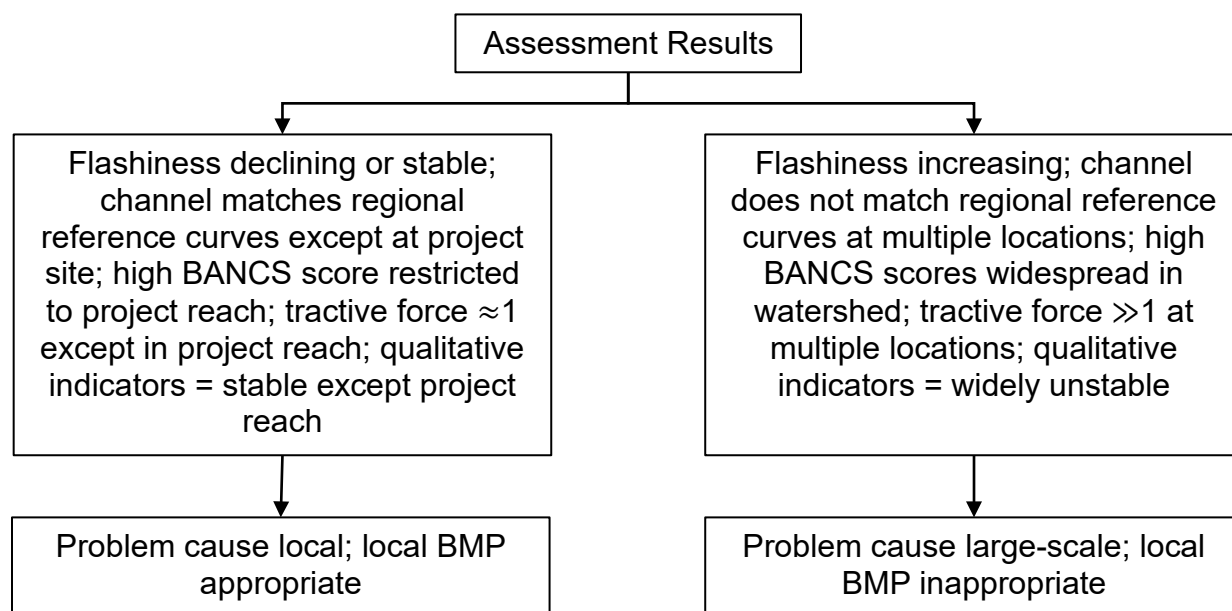 Assessment Results
Flashiness declining or stable;
channel matches regional
reference curves except at project
site; high BANCS score restricted
to project reach; tractive force ≈1
except in project reach; qualitative
indicators = stable except project
reach
Flashiness increasing; channel
does not match regional reference
curves at multiple locations; high
BANCS scores widespread in
watershed; tractive force ≫1 at
multiple locations; qualitative
indicators = widely unstable
Problem cause local; local BMP
appropriate
Problem cause large-scale; local
BMP inappropriate